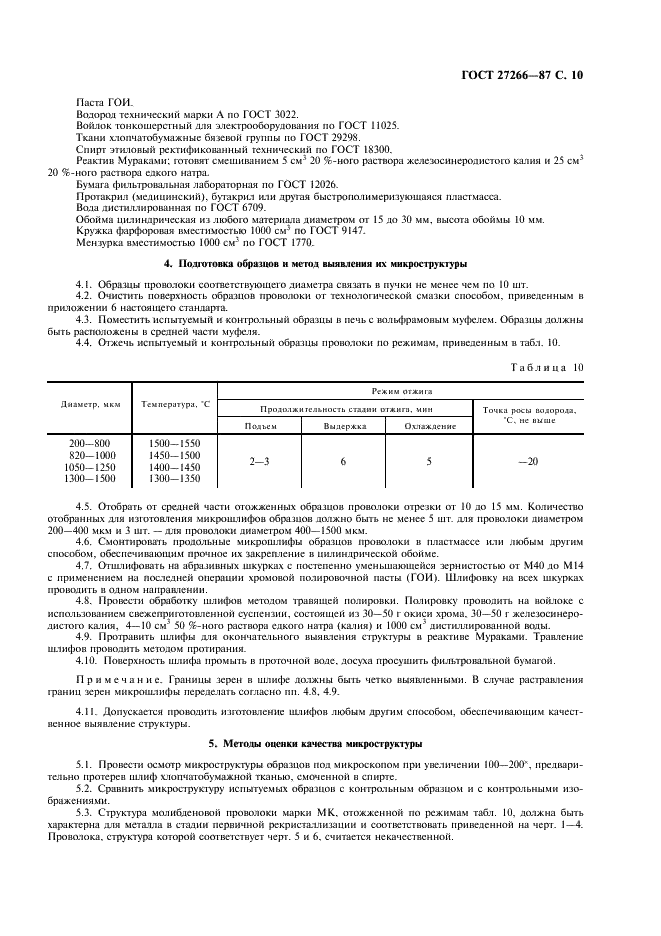 ГОСТ 27266—87 С. 10
Паста ГОИ.
Водород технический марки А по ГОСТ 3022.
Войлок тонкошерстный для электрооборудования по ГОСТ 11025.
Ткани хлопчатобумажные бязевой группы по ГОСТ 29298.
Спирт этиловый ректификованный технический по ГОСТ 18300.
Реактив Мураками; готовят смешиванием 5 см³ 20 %-ного раствора железосинеродистого калия и 25 см³
20 %-ного раствора едкого натра.
Бумага фильтровальная лабораторная по ГОСТ 12026.
Протакрил (медицинский), бутакрил или другая быстрополимеризующаяся пластмасса.
Вода дистиллированная по ГОСТ 6709.
Обойма цилиндрическая из любого материала диаметром от 15 до 30 мм, высота обоймы 10 мм.
Кружка фарфоровая вместимостью 1000 см³ по ГОСТ 9147.
Мензурка вместимостью 1000 см³ по ГОСТ 1770.
4. Подготовка образцов и метод выявления их микроструктуры
4.1. Образцы проволоки соответствующего диаметра связать в пучки не менее чем по 10 шт.
4.2. Очистить поверхность образцов проволоки от технологической смазки способом, приведенным в
приложении 6 настоящего стандарта.
4.3. Поместить испытуемый и контрольный образцы в печь с вольфрамовым муфелем. Образцы должны
быть расположены в средней части муфеля.
4.4. Отжечь испытуемый и контрольный образцы проволоки по режимам, приведенным в табл. 10.
Таблица 10
Режим отжига
Диаметр, мкм Температура, °С Продолжительность стадии отжига, мин Точка росы водорода,
°С, не выше
Подъем Выдержка Охлаждение
200—800 1500—1550
820—1000 1450—1500
2—3 6 5 —20
1050—1250 1400—1450
1300—1500 1300—1350
4.5. Отобрать от средней части отожженных образцов проволоки отрезки от 10 до 15 мм. Количество
отобранных для изготовления микрошлифов образцов должно быть не менее 5 шт. для проволоки диаметром
200—400 мкм и 3 шт. — для проволоки диаметром 400—1500 мкм.
4.6. Смонтировать продольные микрошлифы образцов проволоки в пластмассе или любым другим
способом, обеспечивающим прочное их закрепление в цилиндрической обойме.
4.7. Отшлифовать на абразивных шкурках с постепенно уменьшающейся зернистостью от М40 до М14
с применением на последней операции хромовой полировочной пасты (ГОИ). Шлифовку на всех шкурках
проводить в одном направлении.
4.8. Провести обработку шлифов методом травящей полировки. Полировку проводить на войлоке с
использованием свежеприготовленной суспензии, состоящей из 30—50 г окиси хрома, 30—50 г железосинеро-
дистого калия, 4—10 см³ 50 %-ного раствора едкого натра (калия) и 1000 см³ дистиллированной воды.
4.9. Протравить шлифы для окончательного выявления структуры в реактиве Мураками. Травление
шлифов проводить методом протирания.
4.10. Поверхность шлифа промыть в проточной воде, досуха просушить фильтровальной бумагой.
Примечание. Границы зерен в шлифе должны быть четко выявленными. В случае растравления
границ зерен микрошлифы переделать согласно пп. 4.8, 4.9.
4.11. Допускается проводить изготовление шлифов любым другим способом, обеспечивающим качест-
венное выявление структуры.
5. Методы оценки качества микроструктуры
5.1. Провести осмотр микроструктуры образцов под микроскопом при увеличении 100—200ˣ, предвари-
тельно протерев шлиф хлопчатобумажной тканью, смоченной в спирте.
5.2. Сравнить микроструктуру испытуемых образцов с контрольным образцом и с контрольными изо-
бражениями.
5.3. Структура молибденовой проволоки марки МК, отожженной по режимам табл. 10, должна быть
характерна для металла в стадии первичной рекристаллизации и соответствовать приведенной на черт. 1—4.
Проволока, структура которой соответствует черт. 5 и 6, считается некачественной.